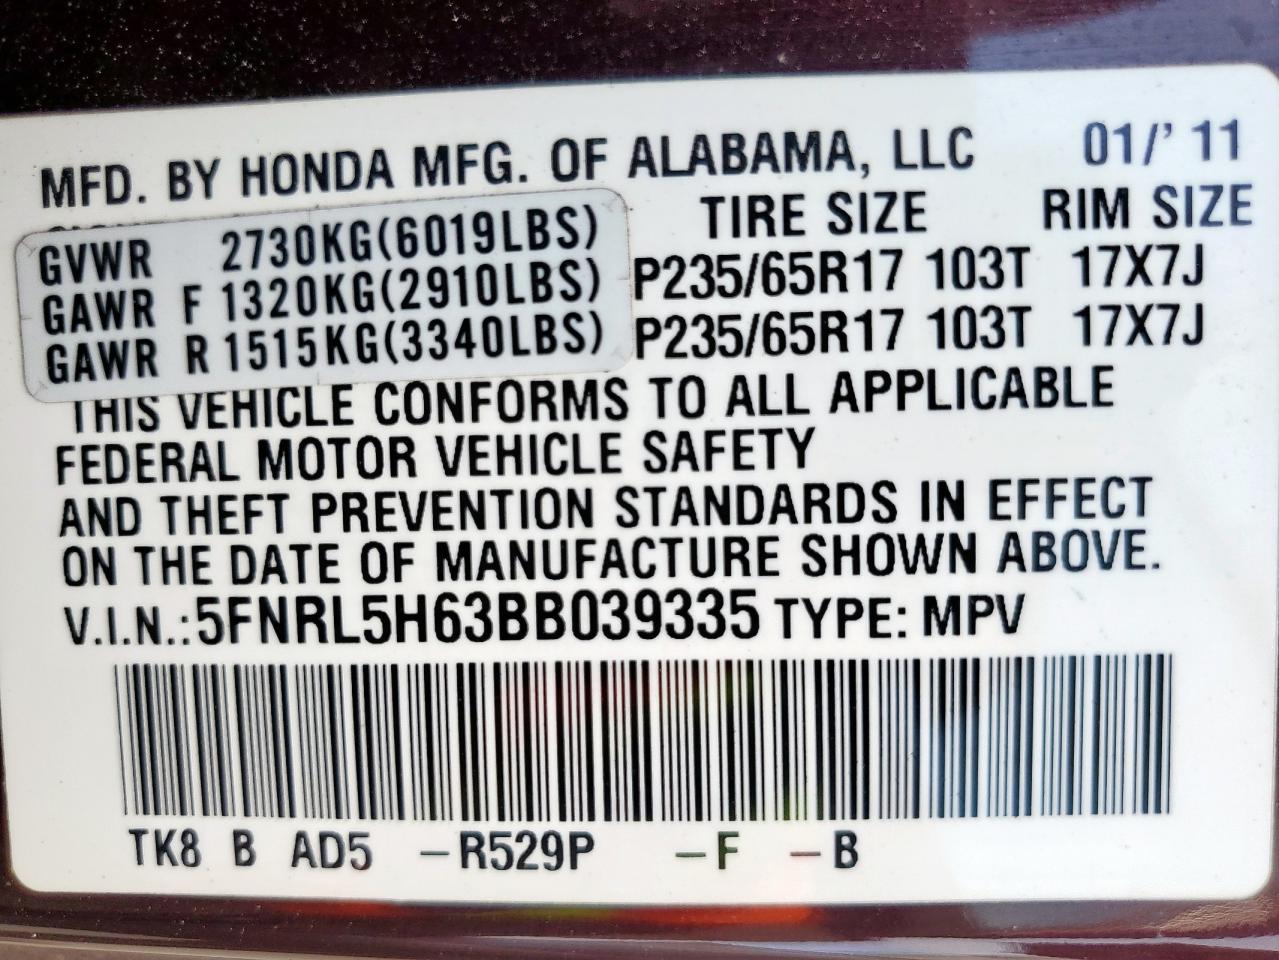 MFD. BY HONDA MFG. OF ALABAMA, LLC 01/' 11
TIRE SIZE RIM SIZE
GVWR 2730KG(6019LBS)
GAWR F 1320KG(2910LBS) P235/65R17 103T 17X7J
GAWR R 1515KG(3340LBS) P235/65R17 103T 17X7J
THIS VEHICLE CONFORMS TO ALL APPLICABLE
FEDERAL MOTOR VEHICLE SAFETY
AND THEFT PREVENTION STANDARDS IN EFFECT
ON THE DATE OF MANUFACTURE SHOWN ABOVE.
V.I.N.:5FNRL5H63BB039335 TYPE: MPV
TK8 B AD5 –R529P –F –B